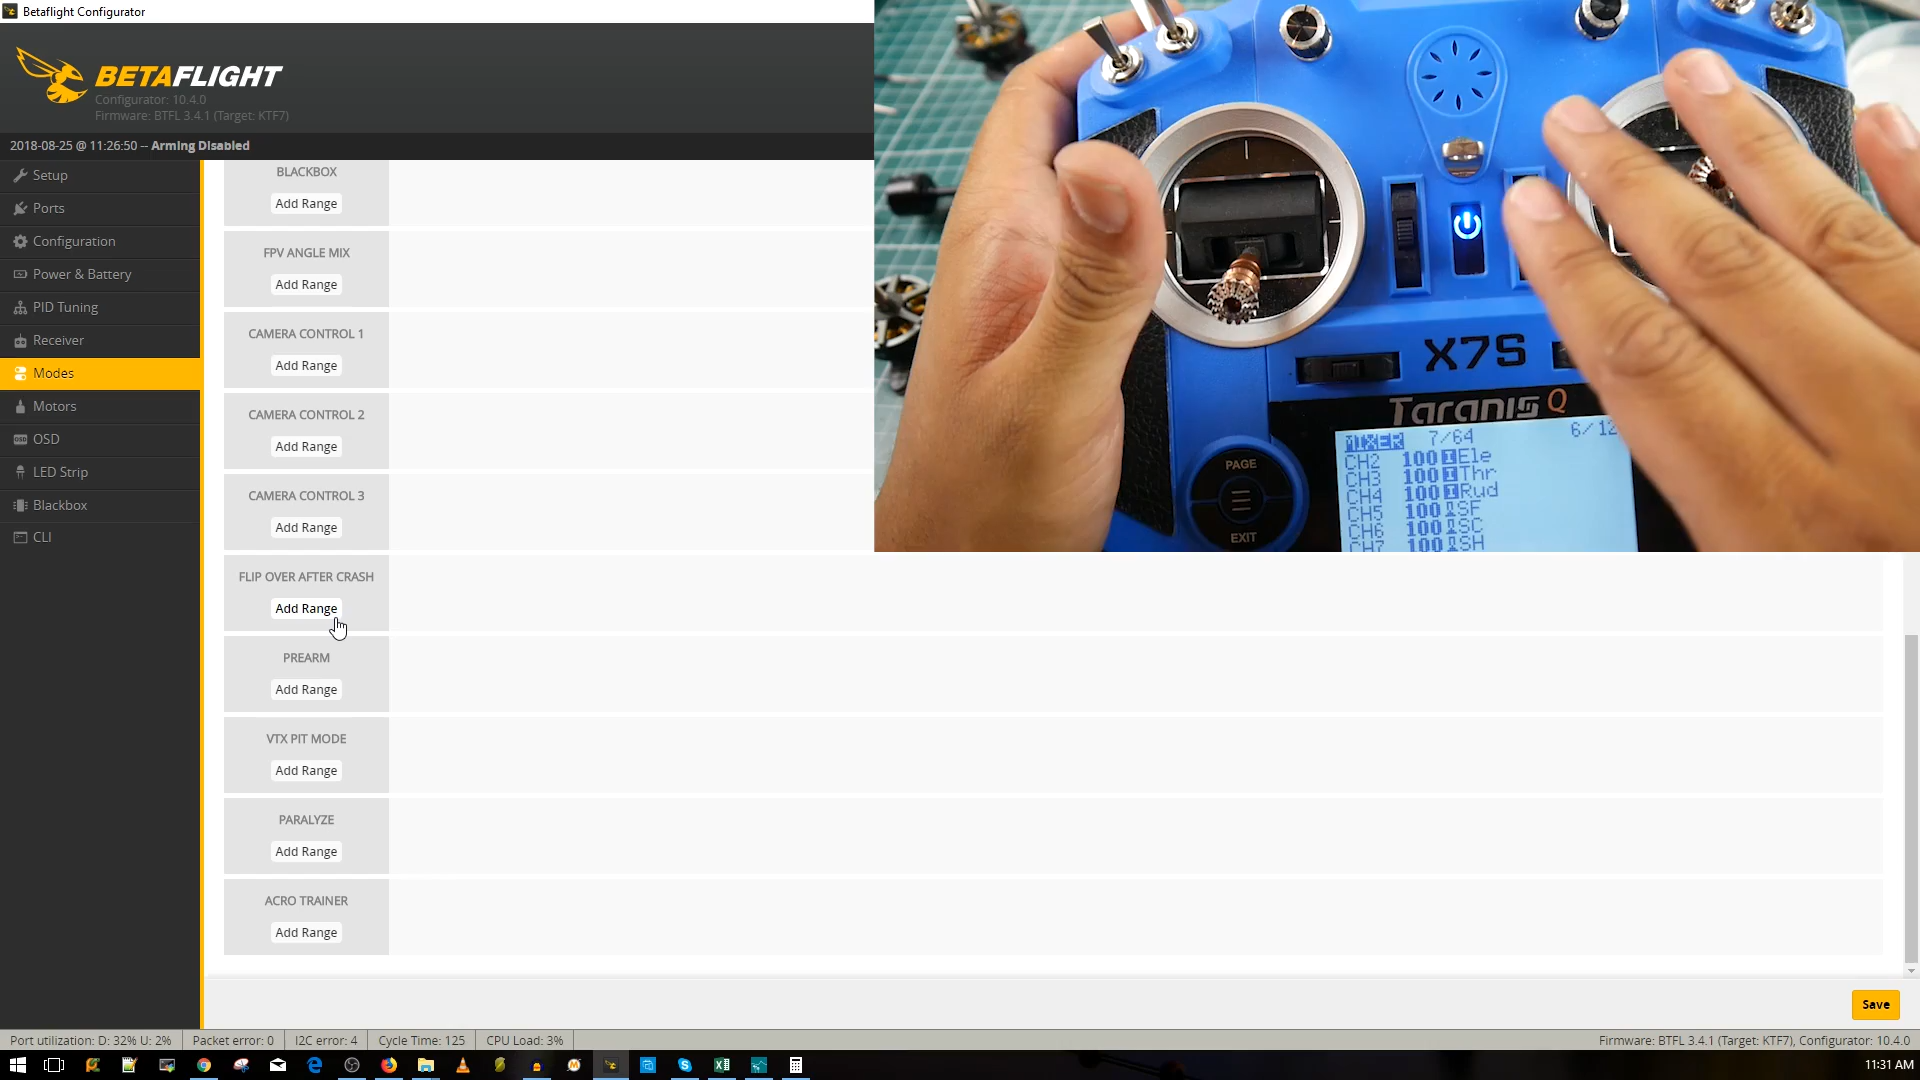 Betaflight Configurator
BETAFLIGHT
Configurator: 10.4.0
Firmware: BTFL 3.4.1 (Target: KTF7)
2018-08-25 @ 11:26:50 -- Arming Disabled
Setup
Ports
Configuration
Power & Battery
PID Tuning
Receiver
Modes
Motors
OSD
LED Strip
Blackbox
CLI
BLACKBOX
Add Range
FPV ANGLE MIX
Add Range
CAMERA CONTROL 1
Add Range
CAMERA CONTROL 2
Add Range
CAMERA CONTROL 3
Add Range
FLIP OVER AFTER CRASH
Add Range
PREARM
Add Range
VTX PIT MODE
Add Range
PARALYZE
Add Range
ACRO TRAINER
Add Range
X7S
Taranis Q
PAGE
EXIT
MIXER 7/64 6/12
CH2 100 I Ele
CH3 100 I Thr
CH4 100 I Rud
CH5 100 SF
CH6 100 SC
CH7 100 SH
Save
Port utilization: D: 32% U: 2%
Packet error: 0
I2C error: 4
Cycle Time: 125
CPU Load: 3%
Firmware: BTFL 3.4.1 (Target: KTF7), Configurator: 10.4.0
11:31 AM